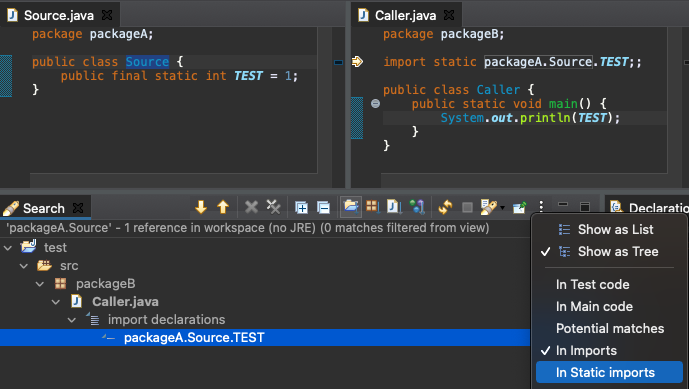 Source.java
package packageA;
public class Source {
public final static int TEST = 1;
}
Caller.java
package packageB;
import static packageA.Source.TEST;;
public class Caller {
public static void main() {
System.out.println(TEST);
}
}
Search
Declaratio
'packageA.Source' - 1 reference in workspace (no JRE) (0 matches filtered from view)
test
src
packageB
Caller.java
import declarations
packageA.Source.TEST
Show as List
✓ Show as Tree
In Test code
In Main code
Potential matches
✓ In Imports
In Static imports